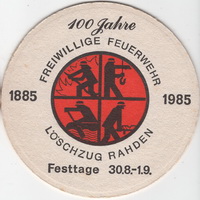 100 Jahre
FREIWILLIGE FEUERWEHR
1885 1985
LÖSCHZUG RAHDEN
Festtage 30.8.-1.9.